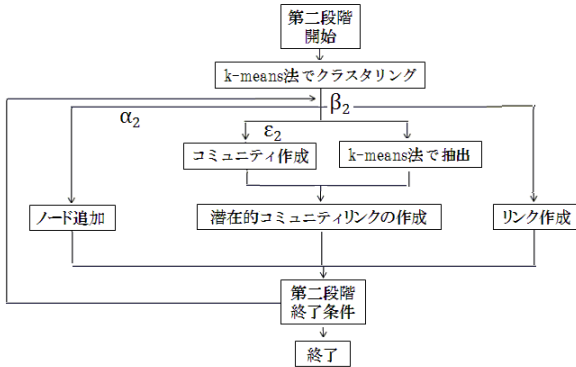 第二段階
開始
k-means法でクラスタリング
α2
β2
ε2
コミュニティ作成
k-means法で抽出
ノード追加
潜在的コミュニティリンクの作成
リンク作成
第二段階
終了条件
終了